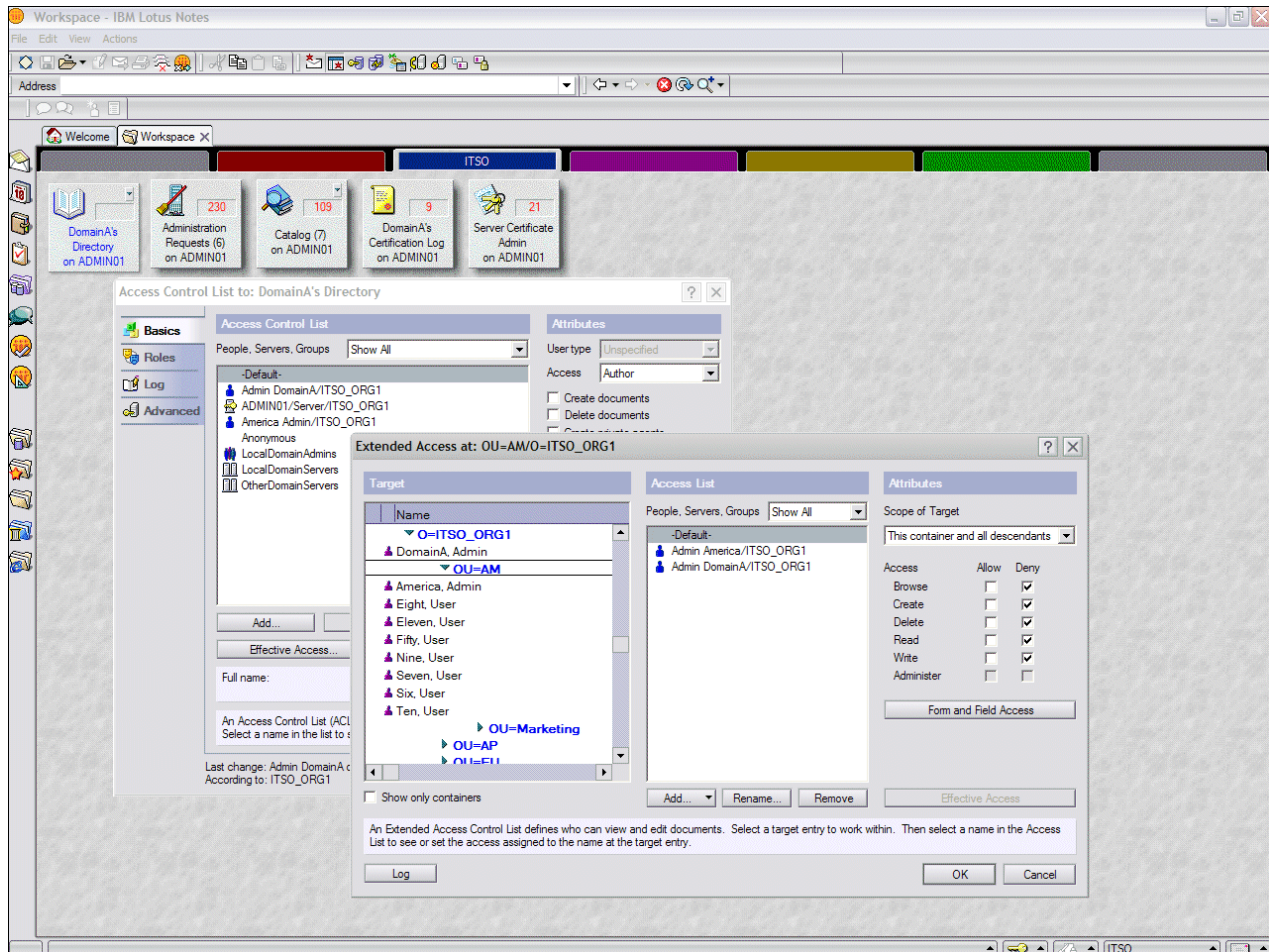 Workspace - IBM Lotus Notes
File Edit View Actions
Address
Welcome
Workspace
ITSO
DomainA's
Directory
on ADMIN01
230
Administration
Requests (6)
on ADMIN01
109
Catalog (7)
on ADMIN01
9
DomainA's
Certification Log
on ADMIN01
21
Server Certificate
Admin
on ADMIN01
18
Access Control List to: DomainA's Directory
Basics
Roles
Log
Advanced
Access Control List
People, Servers, Groups Show All
-Default-
Admin DomainA/ITSO_ORG1
ADMIN01/Server/ITSO_ORG1
America Admin/ITSO_ORG1
Anonymous
LocalDomainAdmins
LocalDomainServers
OtherDomainServers
Attributes
User type Unspecified
Access Author
Create documents
Delete documents
Create private agents
Add...
Effective Access...
Full name:
An Access Control List (ACL
Select a name in the list to s
Last change: Admin DomainA
According to: ITSO_ORG1
Extended Access at: OU=AM/O=ITSO_ORG1
Target
Name
O=ITSO_ORG1
DomainA, Admin
OU=AM
America, Admin
Eight, User
Eleven, User
Fifty, User
Nine, User
Seven, User
Six, User
Ten, User
OU=Marketing
OU=AP
OU=EU
Show only containers
Access List
People, Servers, Groups Show All
-Default-
Admin America/ITSO_ORG1
Admin DomainA/ITSO_ORG1
Add... Rename... Remove
Attributes
Scope of Target
This container and all descendants
Access Allow Deny
Browse
Create
Delete
Read
Write
Administer
Form and Field Access
Effective Access
An Extended Access Control List defines who can view and edit documents. Select a target entry to work within. Then select a name in the Access
List to see or set the access assigned to the name at the target entry.
Log
OK
Cancel
ITSO